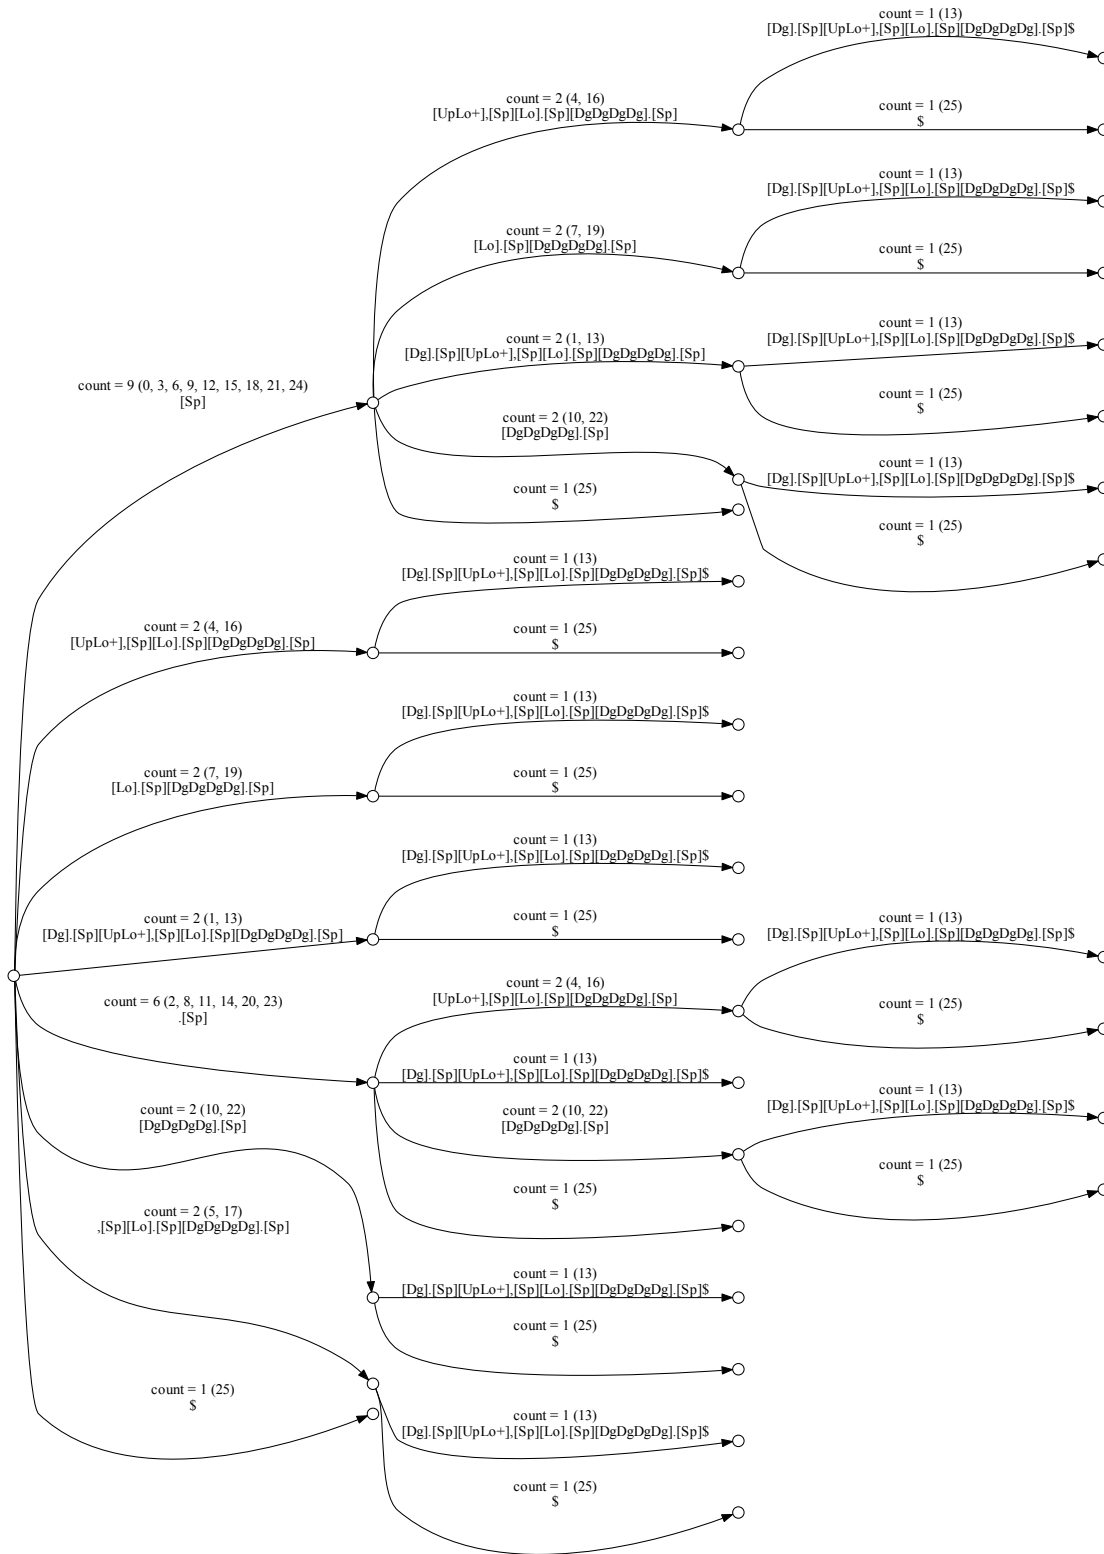 count = 1 (13)
[Dg].[Sp][UpLo+],[Sp][Lo].[Sp][DgDgDgDg].[Sp]$
count = 2 (4, 16)
[UpLo+],[Sp][Lo].[Sp][DgDgDgDg].[Sp]
count = 1 (25)
$
count = 1 (13)
[Dg].[Sp][UpLo+],[Sp][Lo].[Sp][DgDgDgDg].[Sp]$
count = 2 (7, 19)
[Lo].[Sp][DgDgDgDg].[Sp]
count = 1 (25)
$
count = 1 (13)
[Dg].[Sp][UpLo+],[Sp][Lo].[Sp][DgDgDgDg].[Sp]$
count = 2 (1, 13)
[Dg].[Sp][UpLo+],[Sp][Lo].[Sp][DgDgDgDg].[Sp]
count = 9 (0, 3, 6, 9, 12, 15, 18, 21, 24)
[Sp]
count = 1 (25)
$
count = 2 (10, 22)
[DgDgDgDg].[Sp]
count = 1 (13)
[Dg].[Sp][UpLo+],[Sp][Lo].[Sp][DgDgDgDg].[Sp]$
count = 1 (25)
$
count = 1 (25)
$
count = 1 (13)
[Dg].[Sp][UpLo+],[Sp][Lo].[Sp][DgDgDgDg].[Sp]$
count = 2 (4, 16)
[UpLo+],[Sp][Lo].[Sp][DgDgDgDg].[Sp]
count = 1 (25)
$
count = 1 (13)
[Dg].[Sp][UpLo+],[Sp][Lo].[Sp][DgDgDgDg].[Sp]$
count = 2 (7, 19)
[Lo].[Sp][DgDgDgDg].[Sp]
count = 1 (25)
$
count = 1 (13)
[Dg].[Sp][UpLo+],[Sp][Lo].[Sp][DgDgDgDg].[Sp]$
count = 2 (1, 13)
[Dg].[Sp][UpLo+],[Sp][Lo].[Sp][DgDgDgDg].[Sp]
count = 1 (25)
$
count = 1 (13)
[Dg].[Sp][UpLo+],[Sp][Lo].[Sp][DgDgDgDg].[Sp]$
count = 6 (2, 8, 11, 14, 20, 23)
.[Sp]
count = 2 (4, 16)
[UpLo+],[Sp][Lo].[Sp][DgDgDgDg].[Sp]
count = 1 (25)
$
count = 1 (13)
[Dg].[Sp][UpLo+],[Sp][Lo].[Sp][DgDgDgDg].[Sp]$
count = 1 (13)
[Dg].[Sp][UpLo+],[Sp][Lo].[Sp][DgDgDgDg].[Sp]$
count = 2 (10, 22)
[DgDgDgDg].[Sp]
count = 2 (10, 22)
[DgDgDgDg].[Sp]
count = 1 (25)
$
count = 1 (25)
$
count = 2 (5, 17)
,[Sp][Lo].[Sp][DgDgDgDg].[Sp]
count = 1 (13)
[Dg].[Sp][UpLo+],[Sp][Lo].[Sp][DgDgDgDg].[Sp]$
count = 1 (25)
$
count = 1 (25)
$
count = 1 (13)
[Dg].[Sp][UpLo+],[Sp][Lo].[Sp][DgDgDgDg].[Sp]$
count = 1 (25)
$